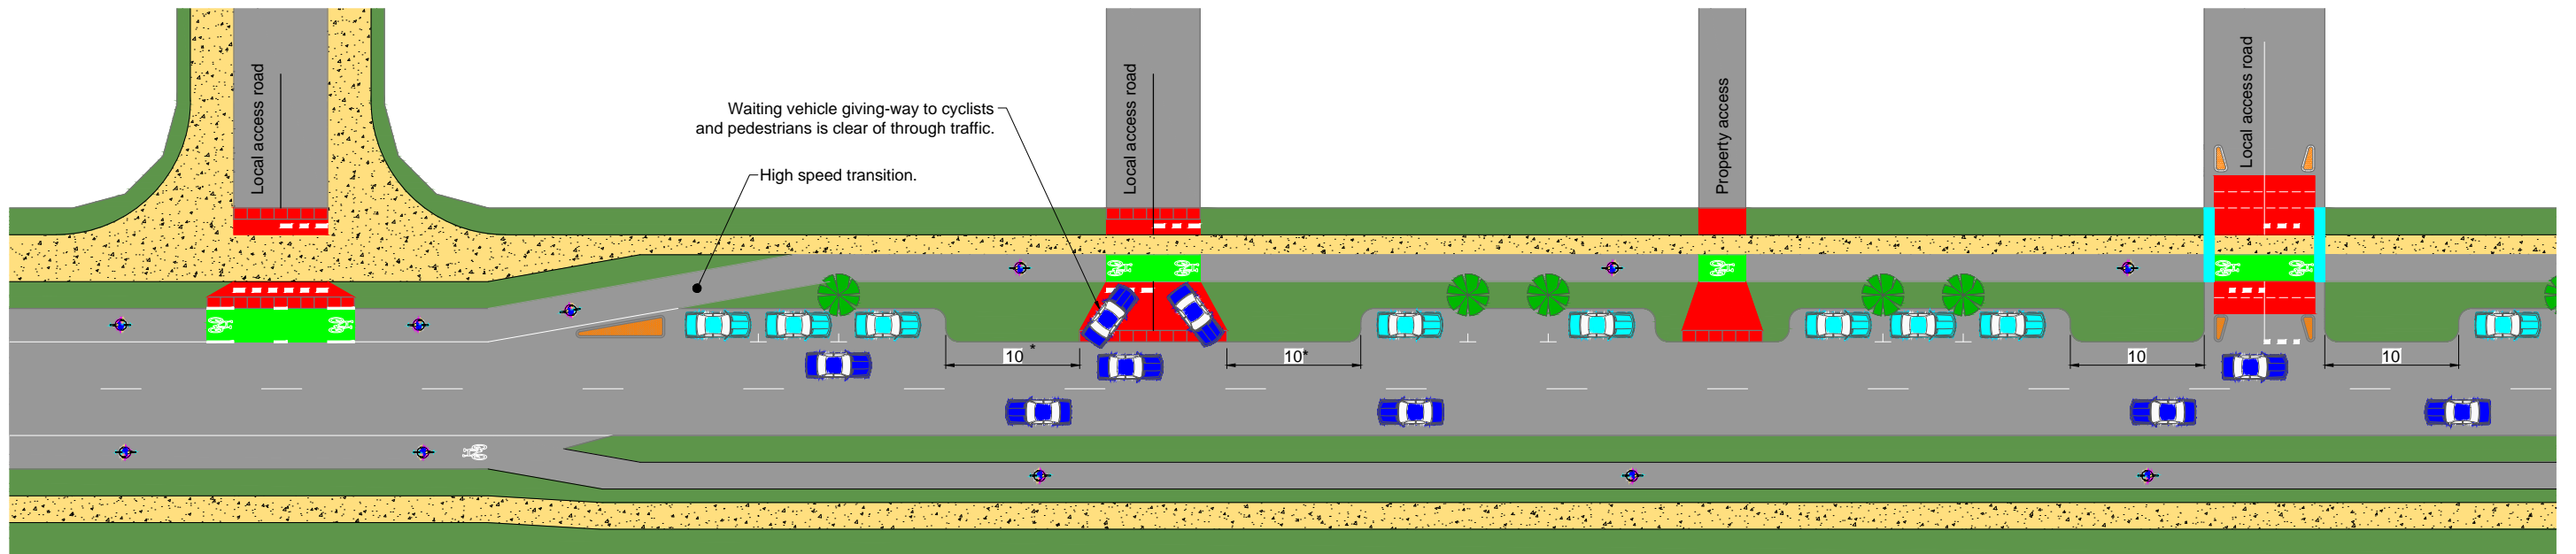 Local access road
Waiting vehicle giving-way to cyclists
and pedestrians is clear of through traffic.
High speed transition.
Local access road
Property access
Local access road
10 *
10*
10
10